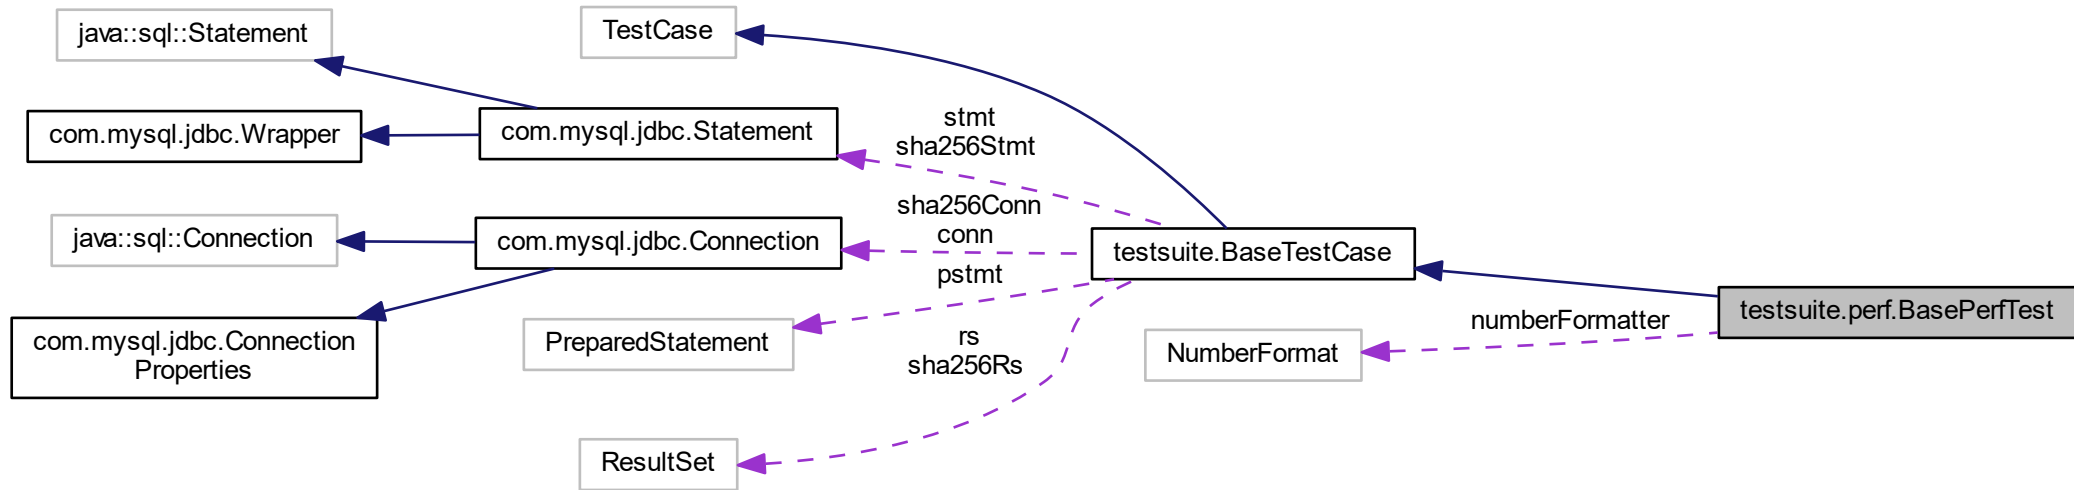 java::sql::Statement
TestCase
com.mysql.jdbc.Wrapper
com.mysql.jdbc.Statement
stmt
sha256Stmt
java::sql::Connection
com.mysql.jdbc.Connection
sha256Conn
conn
testsuite.BaseTestCase
pstmt
com.mysql.jdbc.Connection
Properties
PreparedStatement
rs
sha256Rs
NumberFormat
numberFormatter
testsuite.perf.BasePerfTest
ResultSet